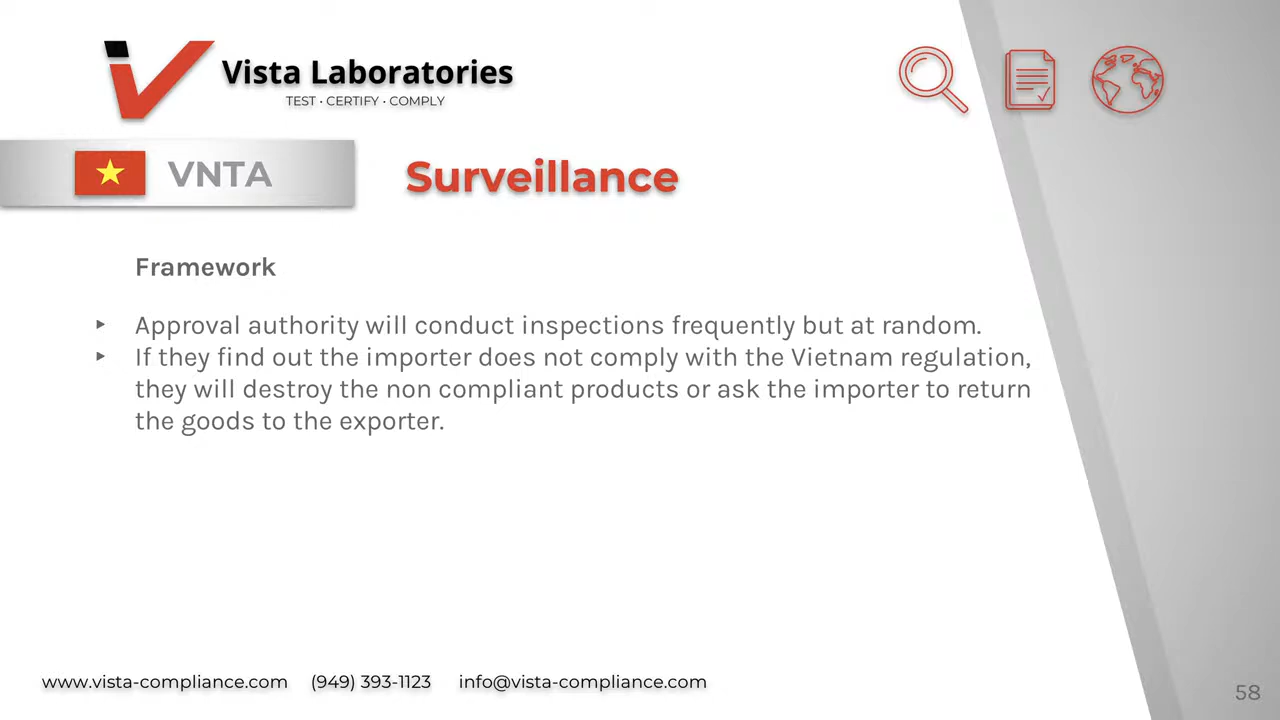 Vista Laboratories
TEST · CERTIFY · COMPLY
VNTA
Surveillance
Framework
‣ Approval authority will conduct inspections frequently but at random.
‣ If they find out the importer does not comply with the Vietnam regulation,
they will destroy the non compliant products or ask the importer to return
the goods to the exporter.
www.vista-compliance.com (949) 393-1123 info@vista-compliance.com
58